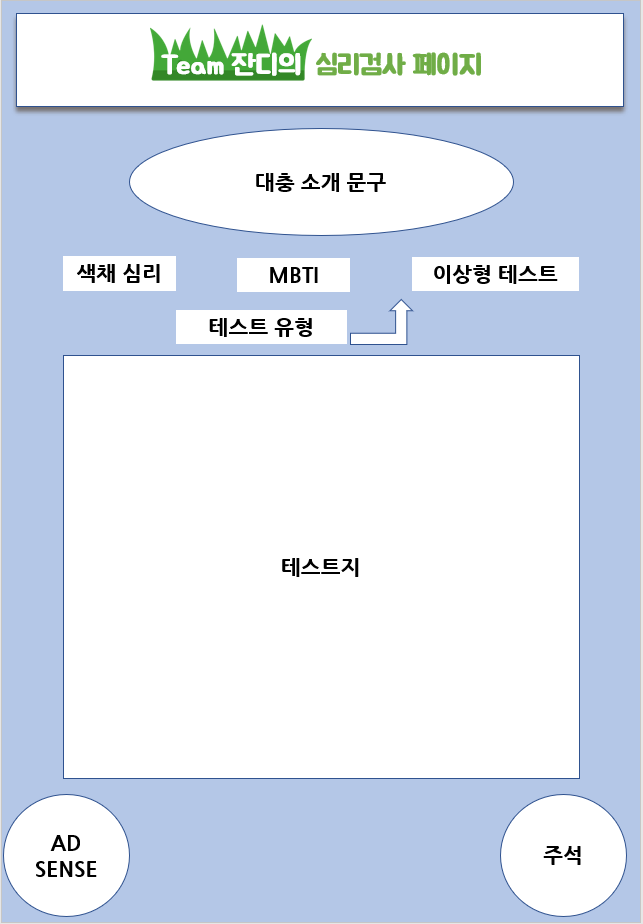 Team 잔디의 심리검사 페이지
대충 소개 문구
색채 심리
MBTI
이상형 테스트
테스트 유형
테스트지
AD
SENSE
주석